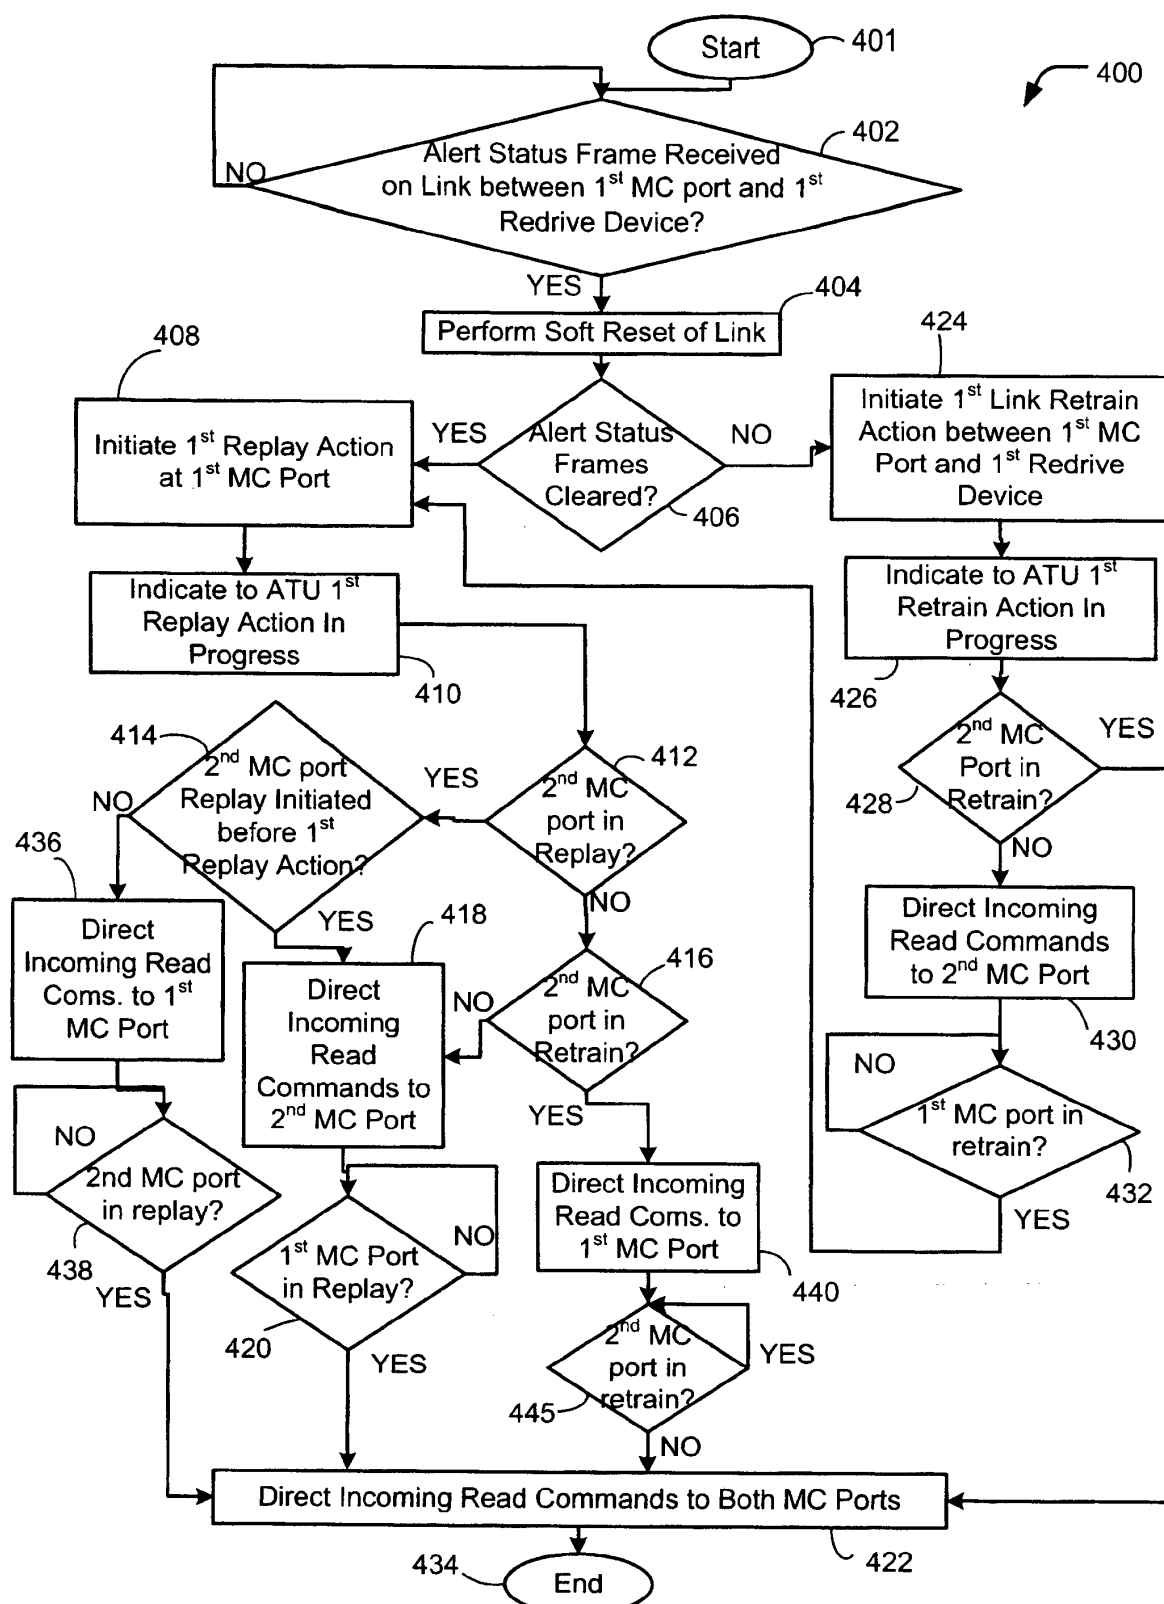 Start
401
400
402
Alert Status Frame Received
on Link between 1st MC port and 1st
Redrive Device?
NO
YES
404
Perform Soft Reset of Link
408
424
Initiate 1st Replay Action
at 1st MC Port
YES
Alert Status
Frames
Cleared?
NO
406
Initiate 1st Link Retrain
Action between 1st MC
Port and 1st Redrive
Device
Indicate to ATU 1st
Replay Action In
Progress
410
Indicate to ATU 1st
Retrain Action In
Progress
426
414
2nd MC port
Replay Initiated
before 1st
Replay Action?
NO
YES
YES
412
2nd MC
port in
Replay?
NO
2nd MC
Port in
Retrain?
YES
428
NO
436
Direct
Incoming Read
Coms. to 1st
MC Port
418
Direct
Incoming
Read
Commands to
2nd MC Port
416
2nd MC
port in
Retrain?
NO
YES
Direct Incoming
Read Commands
to 2nd MC Port
430
NO
1st MC port in
retrain?
432
YES
NO
2nd MC port
in replay?
438
YES
NO
1st MC Port
in Replay?
420
YES
Direct Incoming
Read Coms. to
1st MC Port
440
2nd MC
port in
retrain?
YES
445
NO
Direct Incoming Read Commands to Both MC Ports
422
434
End